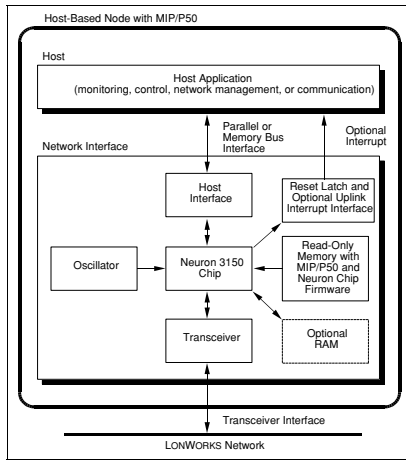 Host-Based Node with MIP/P50
Host
Host Application
(monitoring, control, network management, or communication)
Parallel or
Memory Bus
Interface
Optional
Interrupt
Network Interface
Host
Interface
Reset Latch and
Optional Uplink
Interrupt Interface
Oscillator
Neuron 3150
Chip
Read-Only
Memory with
MIP/P50 and
Neuron Chip
Firmware
Transceiver
Optional
RAM
Transceiver Interface
LONWORKS Network